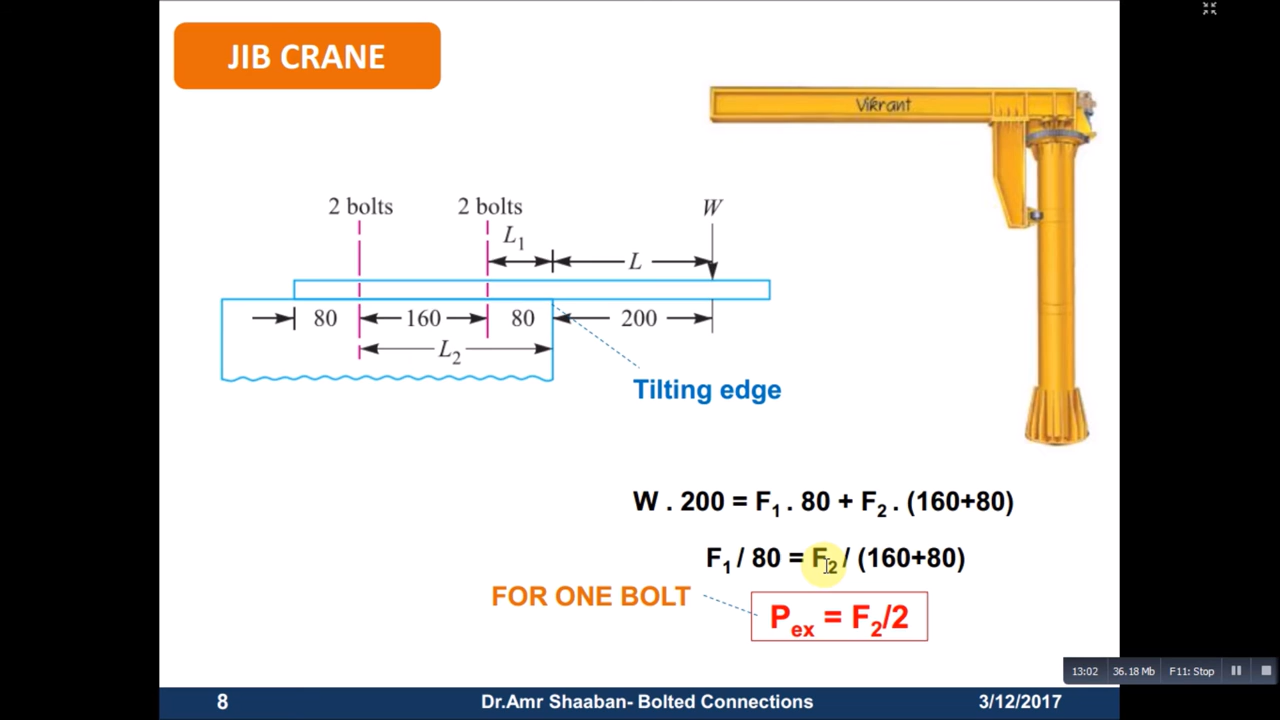 JIB CRANE
Vikrant
2 bolts 2 bolts W
L₁ L
80 160 80 200
L₂
Tilting edge
W . 200 = F₁ . 80 + F₂ . (160+80)
F₁ / 80 = F₂ / (160+80)
FOR ONE BOLT
Pₑₓ = F₂/2
13:02 36.18 Mb F11: Stop
8 Dr.Amr Shaaban- Bolted Connections 3/12/2017